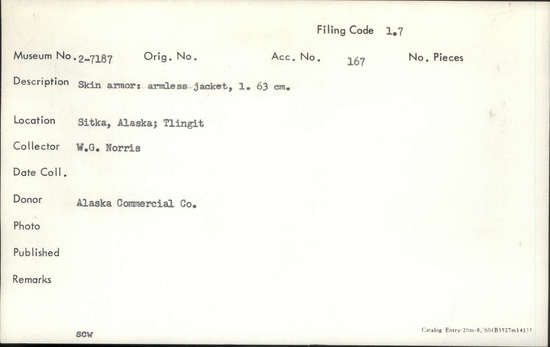 Filing Code 1.7
Museum No. 2-7187 Orig. No. Acc. No. 167 No. Pieces
Description Skin armor: armless jacket, l. 63 cm.
Location Sitka, Alaska; Tlingit
Collector W.G. Norris
Date Coll.
Donor Alaska Commercial Co.
Photo
Published
Remarks
scw
Catalog Entry